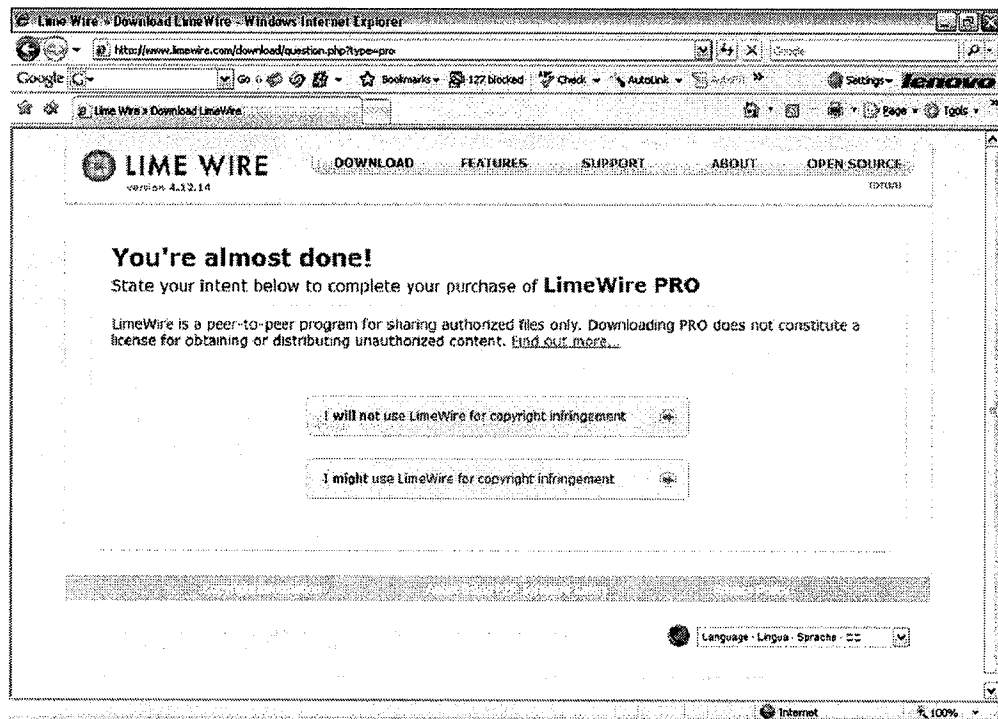 Lime Wire » Download LimeWire - Windows Internet Explorer
http://www.limewire.com/download/question.php?type=pro
Google
Google
Go
Bookmarks
127 blocked
Check
AutoLink
Settings
lenovo
Lime Wire » Download LimeWire
Page
Tools
LIME WIRE
version 4.12.14
DOWNLOAD
FEATURES
SUPPORT
ABOUT
OPEN SOURCE
You're almost done!
State your intent below to complete your purchase of LimeWire PRO
LimeWire is a peer-to-peer program for sharing authorized files only. Downloading PRO does not constitute a
license for obtaining or distributing unauthorized content. Find out more...
I will not use LimeWire for copyright infringement
I might use LimeWire for copyright infringement
Language · Lingua · Sprache ·
Internet
100%